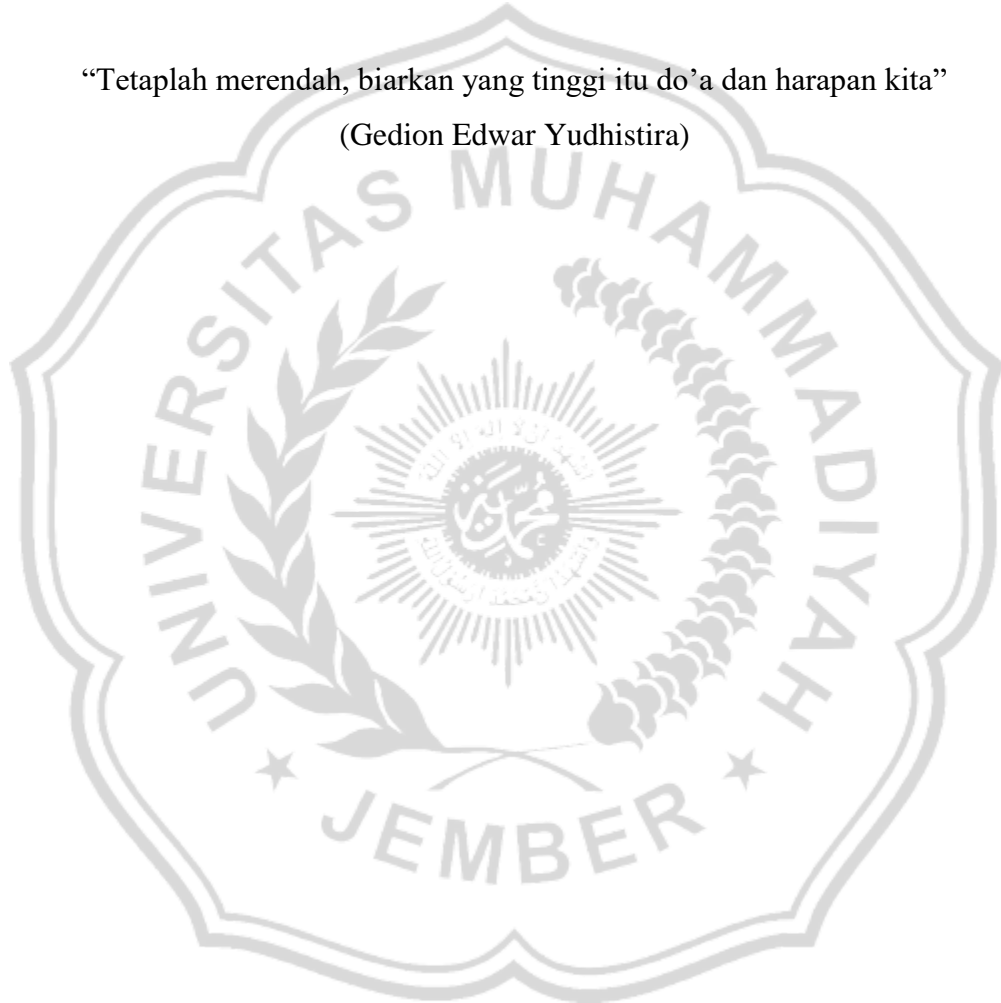 “Tetaplah merendah, biarkan yang tinggi itu do’a dan harapan kita”
(Gedion Edwar Yudhistira)
UNIVERSITAS MUHAMMADIYAH
JEMBER